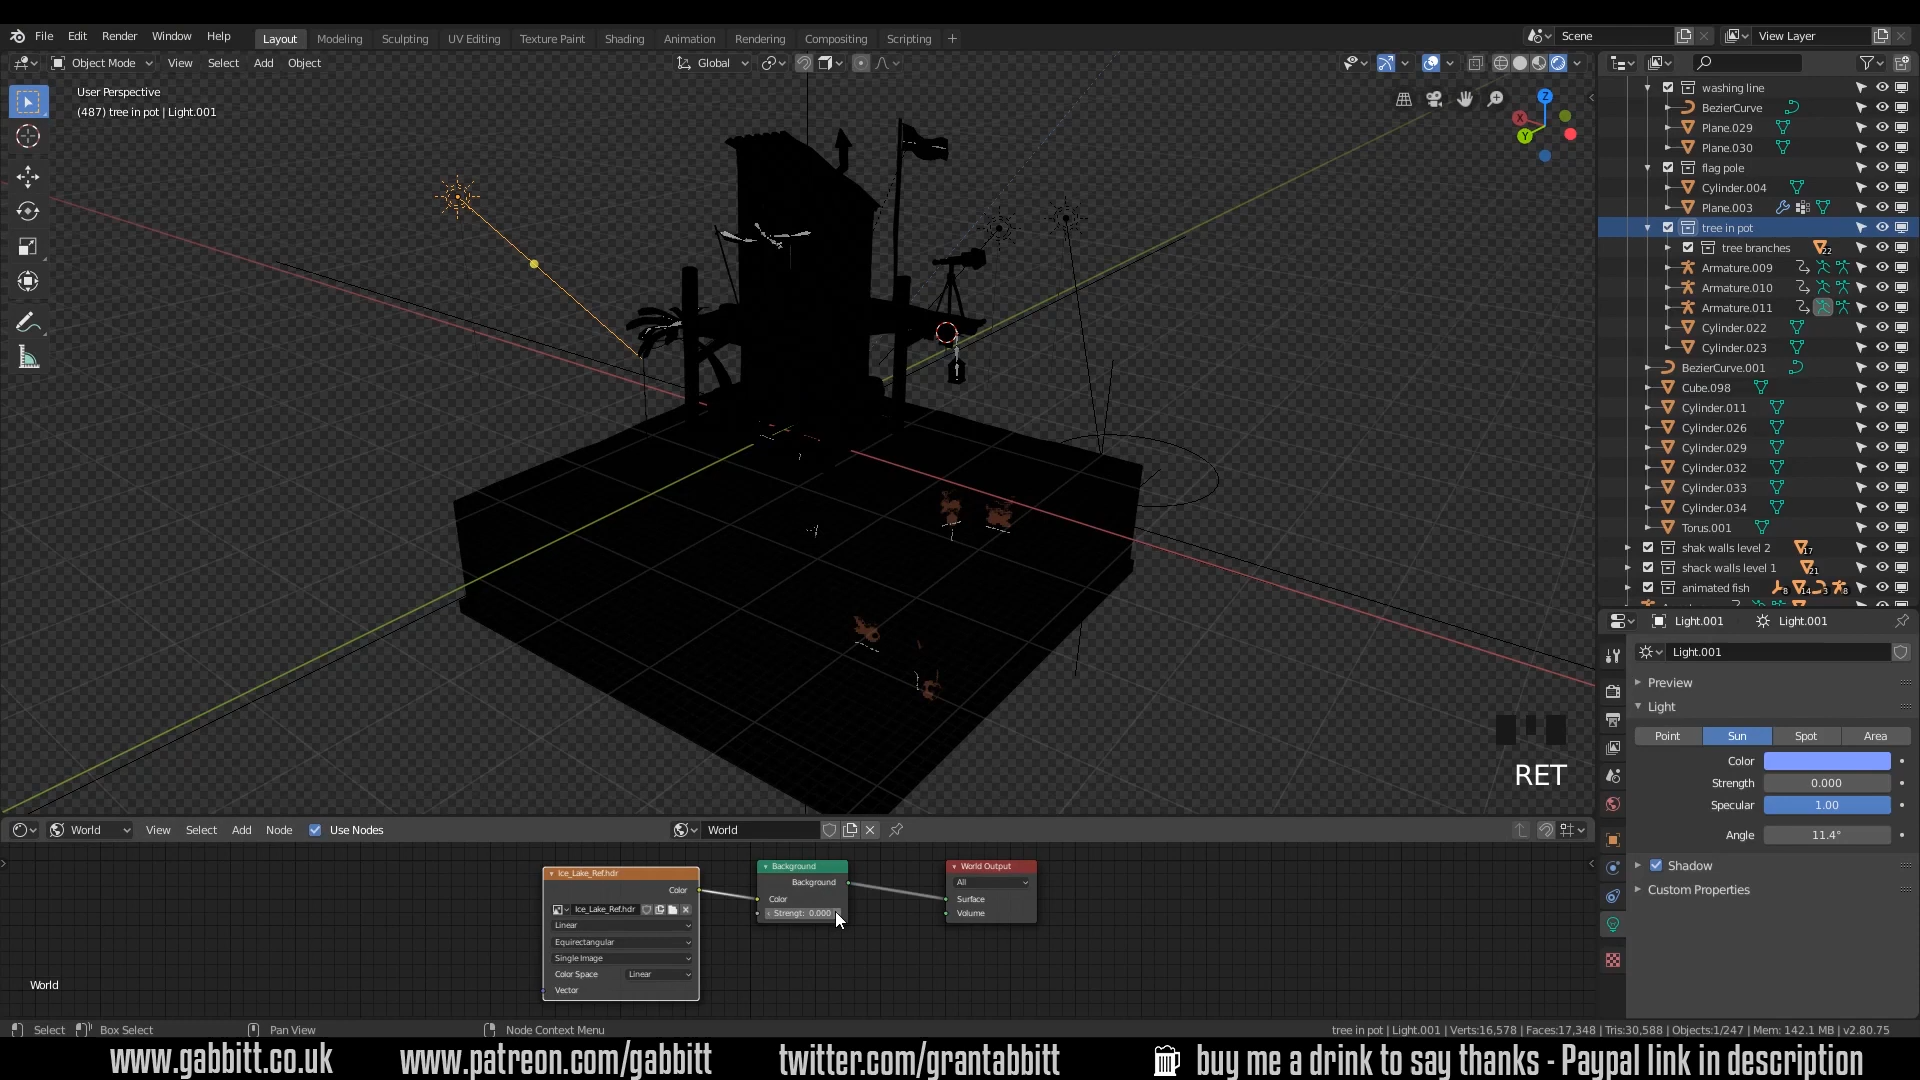 File Edit Render Window Help Layout Modeling Sculpting UV Editing Texture Paint Shading Animation Rendering Compositing Scripting + Scene View Layer
Object Mode View Select Add Object Global
User Perspective
(487) tree in pot | Light.001
Z
X
Y
RET
washing line
BezierCurve
Plane.029
Plane.030
flag pole
Cylinder.004
Plane.003
tree in pot
tree branches 22
Armature.009
Armature.010
Armature.011
Cylinder.022
Cylinder.023
BezierCurve.001
Cube.098
Cylinder.011
Cylinder.026
Cylinder.029
Cylinder.032
Cylinder.033
Cylinder.034
Torus.001
shak walls level 2 17
shack walls level 1 21
animated fish 8 14 3 8
Light.001 Light.001
Light.001
Preview
Light
Point Sun Spot Area
Color
Strength 0.000
Specular 1.00
Angle 11.4°
Shadow
Custom Properties
World View Select Add Node Use Nodes World
Ice_Lake_Ref.hdr
Color
Ice_Lake_Ref.hdr
Linear
Equirectangular
Single Image
Color Space Linear
Vector
Background
Background
Color
Strengt: 0.000
World Output
All
Surface
Volume
World
Select Box Select Pan View Node Context Menu tree in pot | Light.001 | Verts:16,578 | Faces:17,348 | Tris:30,588 | Objects:1/247 | Mem: 142.1 MB | v2.80.75
www.gabbitt.co.uk www.patreon.com/gabbitt twitter.com/grantabbitt buy me a drink to say thanks - Paypal link in description